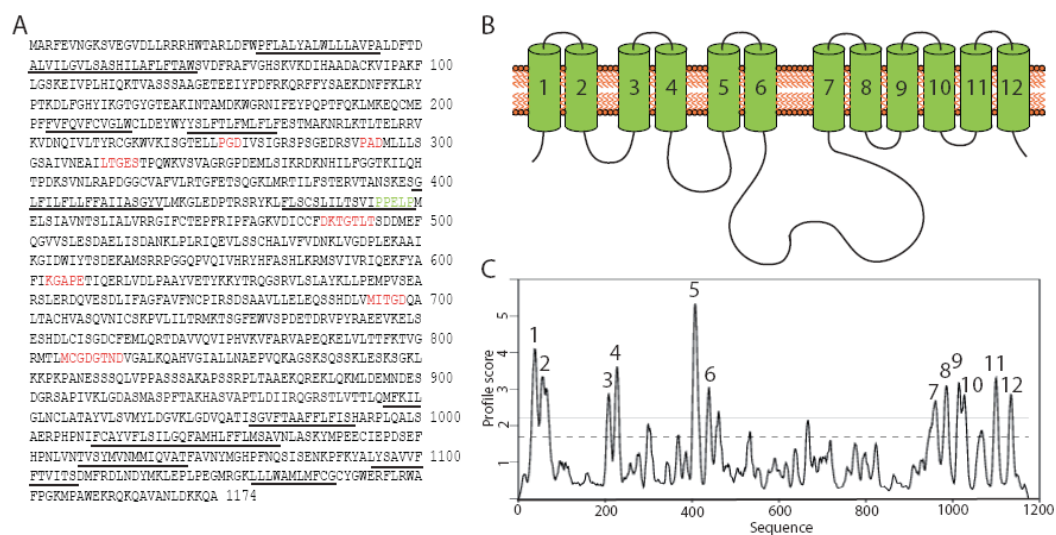 A
MARFEVNGKSVEGVDLLRRRHWTARLDFWPFLALYALWLLLAVPALDFTD
ALVILGVLSASHILAFLFTAWSVDFRAFVGHSKVKDIHAADACKVIPAKF 100
LGSKEIVPLHIQKTVASSSAAGETEEIYFDFRKQRFFYSAEKDNFFKLRY
PTKDLFGHYIKGTGYGTEAKINTAMDKWGRNIFEYPQPTFQKLMKEQCME 200
PFFVFQVFCVGLWCLDEYWYYSLFTLFMLFLFESTMAKNRLKTLTELRRV
KVDNQIVLTYRCGKWVKISGTELLPGDIVSIGRSPSGEDRSVPADMLLLS 300
GSAIVNEAILTGESTPQWKVSVAGRGPDEMLSIKRDKNHILFGGTKILQH
TPDKSVNLRAPDGGCVAFVLRTGFETSQGKLMRTILFSTERVTANSKESG 400
LFILFLLFFAIIASGYVLMKGLEDPTRSRYKLFLSCSLILTSVIPPELPM
ELSIAVNTSLIALVRRGIFCTEPFRIPFAGKVDICCFDKTGTLTSDDMEF 500
QGVVSLESDAELISDANKLPLRIQEVLSSCHALVFVDNKLVGDPLEKAAI
KGIDWIYTSDEKAMSRRPGGQPVQIVHRYHFASHLKRMSVIVRIQEKFYA 600
FIKGAPETIQERLVDLPAAYVETYKKYTRQGSRVLSLAYKLLPEMPVSEA
RSLERDQVESDLIFAGFAVFNCPIRSDSAAVLLELEQSSHDLVMITGDQA 700
LTACHVASQVNICSKPVLILTRMKTSGFEWVSPDETDRVPYRAEEVKELS
ESHDLCISGDCFEMLQRTDAVVQVIPHVKVFARVAPEQKELVLTTFKTVG 800
RMTLMCGDGTNDVGALKQAHVGIALLNAEPVQKAGSKSQSSKLESKSGKL
KKPKPANESSSQLVPPASSSAKAPSSRPLTAAEKQREKLQKMLDEMNDES 900
DGRSAPIVKLGDASMASPFTAKHASVAPTLDIIRQGRSTLVTTLQMFKIL
GLNCLATAYVLSVMYLDGVKLGDVQATISGVFTAAFFLFISHARPLQALS 1000
AERPHPNIFCAYVFLSILGQFAMHLFFLMSAVNLASKYMPEECIEPDSEF
HPNLVNTVSYMVNMMIQVATFAVNYMGHPFNQSISENKPFKYALYSAVVF 1100
FTVITSDMFRDLNDYMKLEPLPEGMRGKLLLWAMLMFCGCYGWERFLRWA
FPGKMPAWEKRQKQAVANLDKKQA 1174
B
1 2 3 4 5 6 7 8 9 10 11 12
C
Profile score
5
4
3
2
1
1 2 3 4 5 6 7 8 9 10 11 12
0 200 400 600 800 1000 1200
Sequence